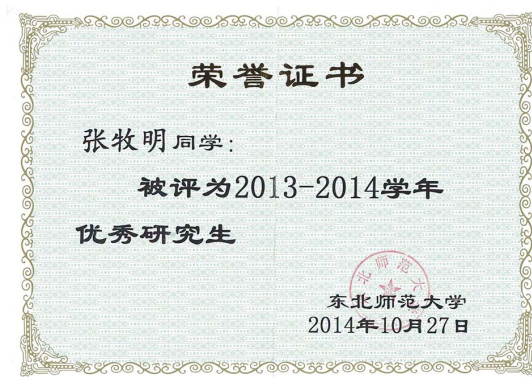 荣誉证书
张牧明同学：
被评为2013-2014学年
优秀研究生
东北师范大学
2014年10月27日